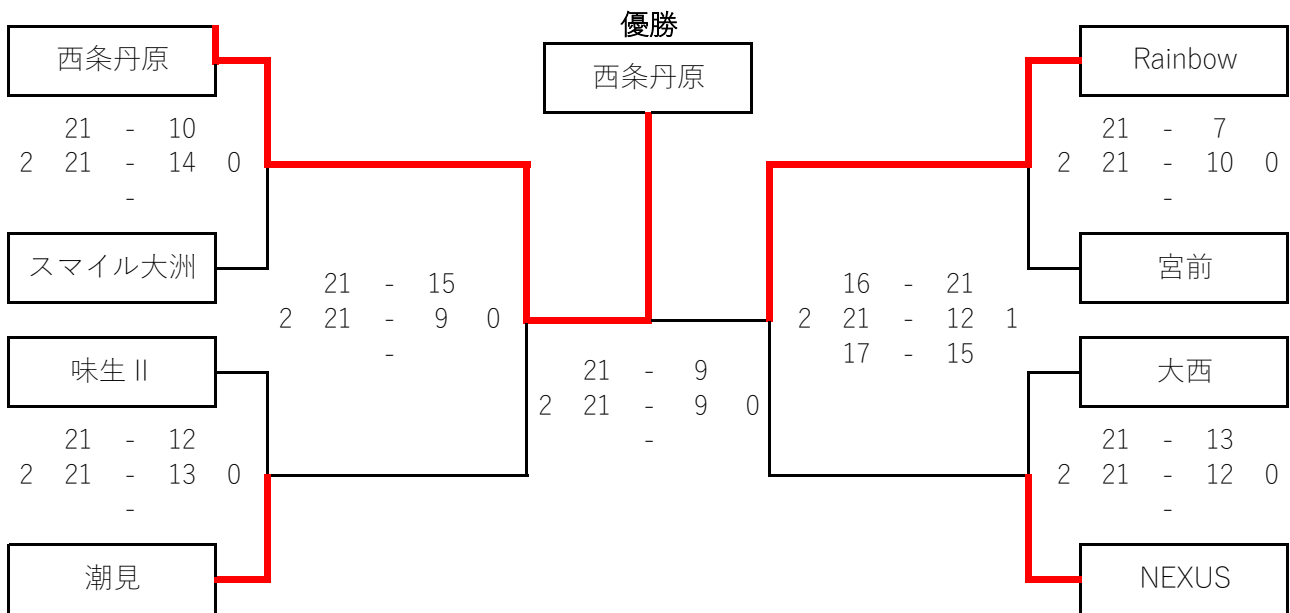 優勝
西条丹原
西条丹原
Rainbow
21 - 10
2 21 - 14 0
-
21 - 7
2 21 - 10 0
-
スマイル大洲
宮前
21 - 15
2 21 - 9 0
-
16 - 21
2 21 - 12 1
17 - 15
味生Ⅱ
大西
21 - 9
2 21 - 9 0
-
21 - 12
2 21 - 13 0
-
21 - 13
2 21 - 12 0
-
潮見
NEXUS